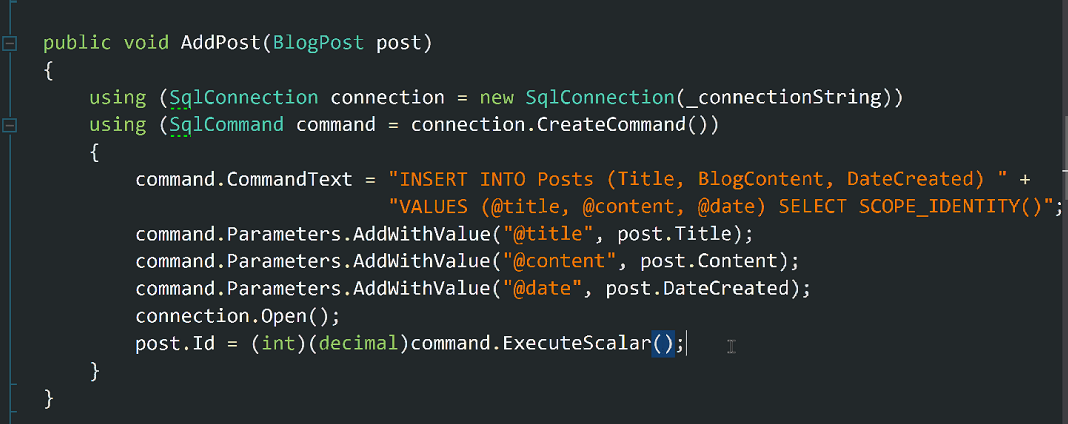 public void AddPost(BlogPost post)
{
using (SqlConnection connection = new SqlConnection(_connectionString))
using (SqlCommand command = connection.CreateCommand())
{
command.CommandText = "INSERT INTO Posts (Title, BlogContent, DateCreated) " +
"VALUES (@title, @content, @date) SELECT SCOPE_IDENTITY()";
command.Parameters.AddWithValue("@title", post.Title);
command.Parameters.AddWithValue("@content", post.Content);
command.Parameters.AddWithValue("@date", post.DateCreated);
connection.Open();
post.Id = (int)(decimal)command.ExecuteScalar();
}
}